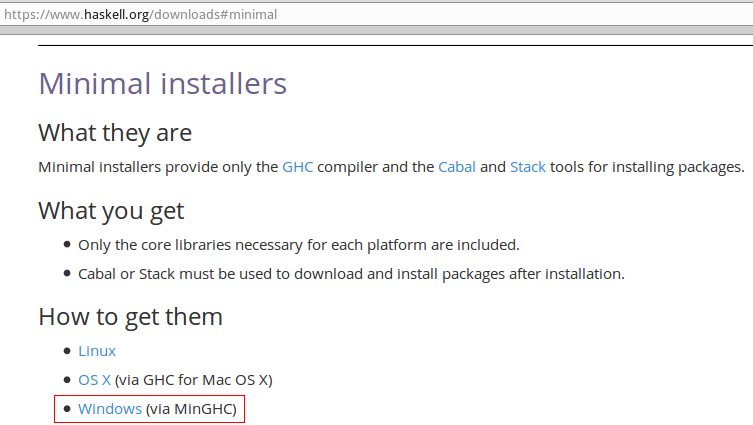 https://www.haskell.org/downloads#minimal
Minimal installers
What they are
Minimal installers provide only the GHC compiler and the Cabal and Stack tools for installing packages.
What you get
• Only the core libraries necessary for each platform are included.
• Cabal or Stack must be used to download and install packages after installation.
How to get them
• Linux
• OS X (via GHC for Mac OS X)
• Windows (via MinGHC)